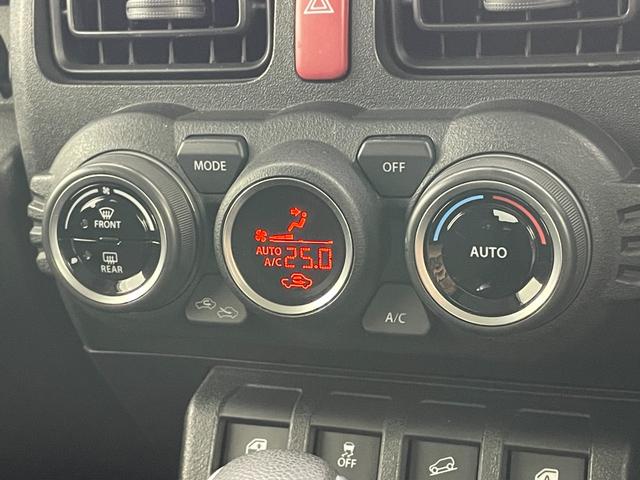 MODE
OFF
FRONT
REAR
AUTO
A/C 25.0
AUTO
A/C
OFF